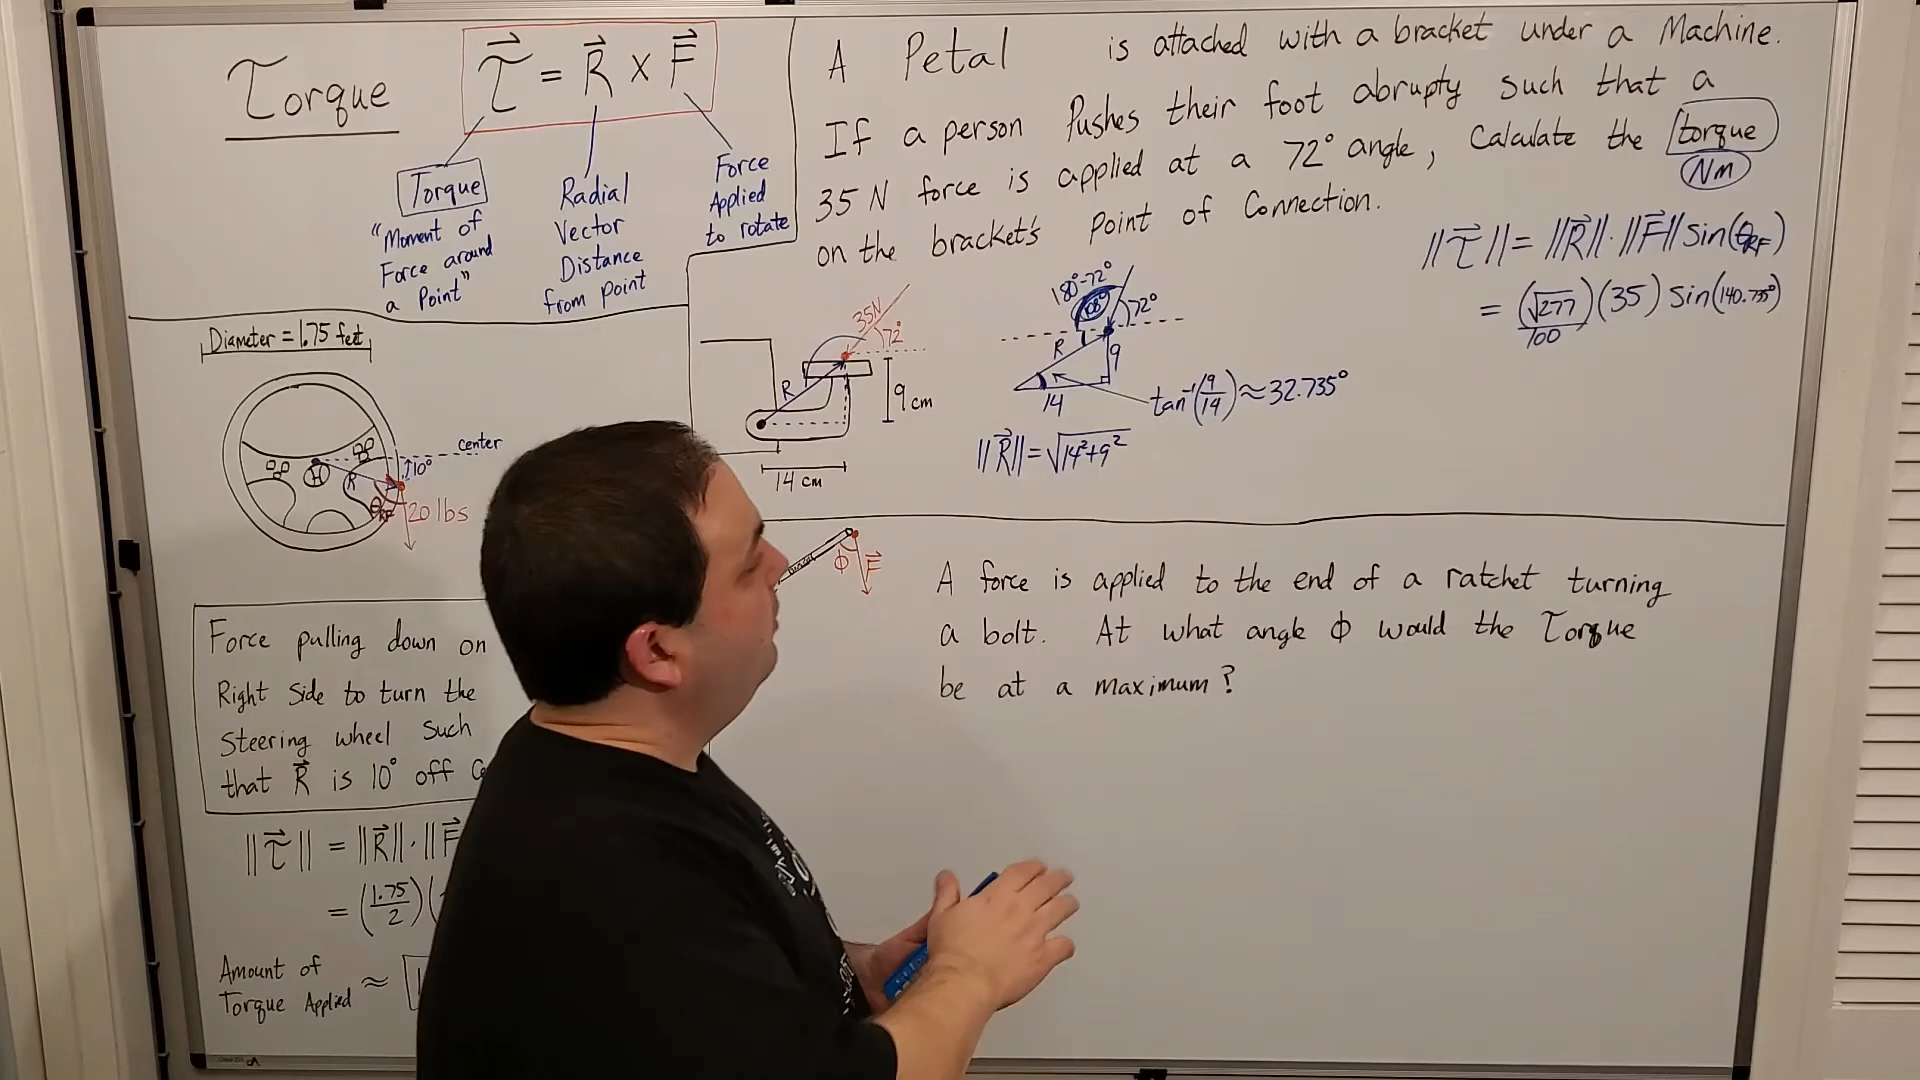 Torque
τ = R x F
Torque
"Moment of
Force around
a Point"
Radial
Vector
Distance
from point
Force
Applied
to rotate
A Petal is attached with a bracket under a Machine.
If a person Pushes their foot abrupty such that a
35 N force is applied at a 72° angle, Calculate the torque
Nm
on the bracket's Point of Connection.
||τ|| = ||R||·||F|| sin(θRF)
= (√277/100)(35) sin(140.735°)
35N
72°
R
9 cm
14 cm
180°-72°
108°
72°
R
9
14
tan⁻¹(9/14) ≈ 32.735°
||R|| = √14²+9²
Diameter = 1.75 feet
center
10°
H
R
θRF
20 lbs
Force pulling down on
Right Side to turn the
Steering wheel Such
that R is 10° off
||τ|| = ||R||·||F
= (1.75/2)(
Amount of
Torque Applied ≈
ϕ
F
A force is applied to the end of a ratchet turning
a bolt. At what angle ϕ would the Torque
be at a maximum?